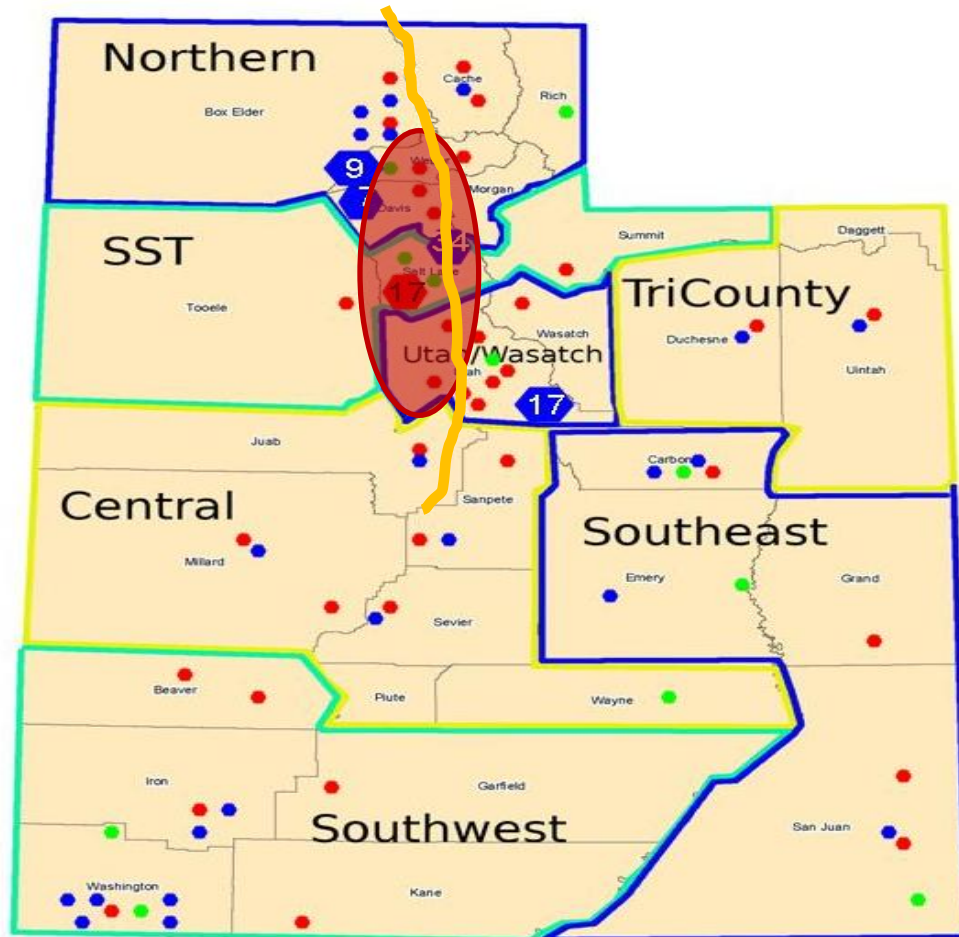 Northern
Cache
Rich
Box Elder
9
Weber
7
Morgan
Davis
SST
34
Summit
Daggett
Salt Lake
17
TriCounty
Tooele
Wasatch
Duchesne
Utah/Wasatch
Uintah
17
Juab
Carbon
Central
Sanpete
Southeast
Millard
Emery
Grand
Sevier
Beaver
Piute
Wayne
Iron
Garfield
Southwest
San Juan
Washington
Kane